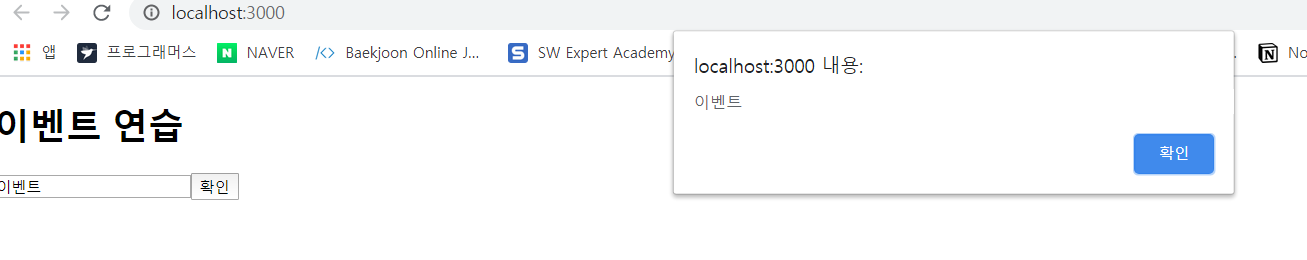 localhost:3000
앱 프로그래머스 NAVER Baekjoon Online J... SW Expert Academy . No
localhost:3000 내용:
이벤트
확인
이벤트 연습
이벤트 확인